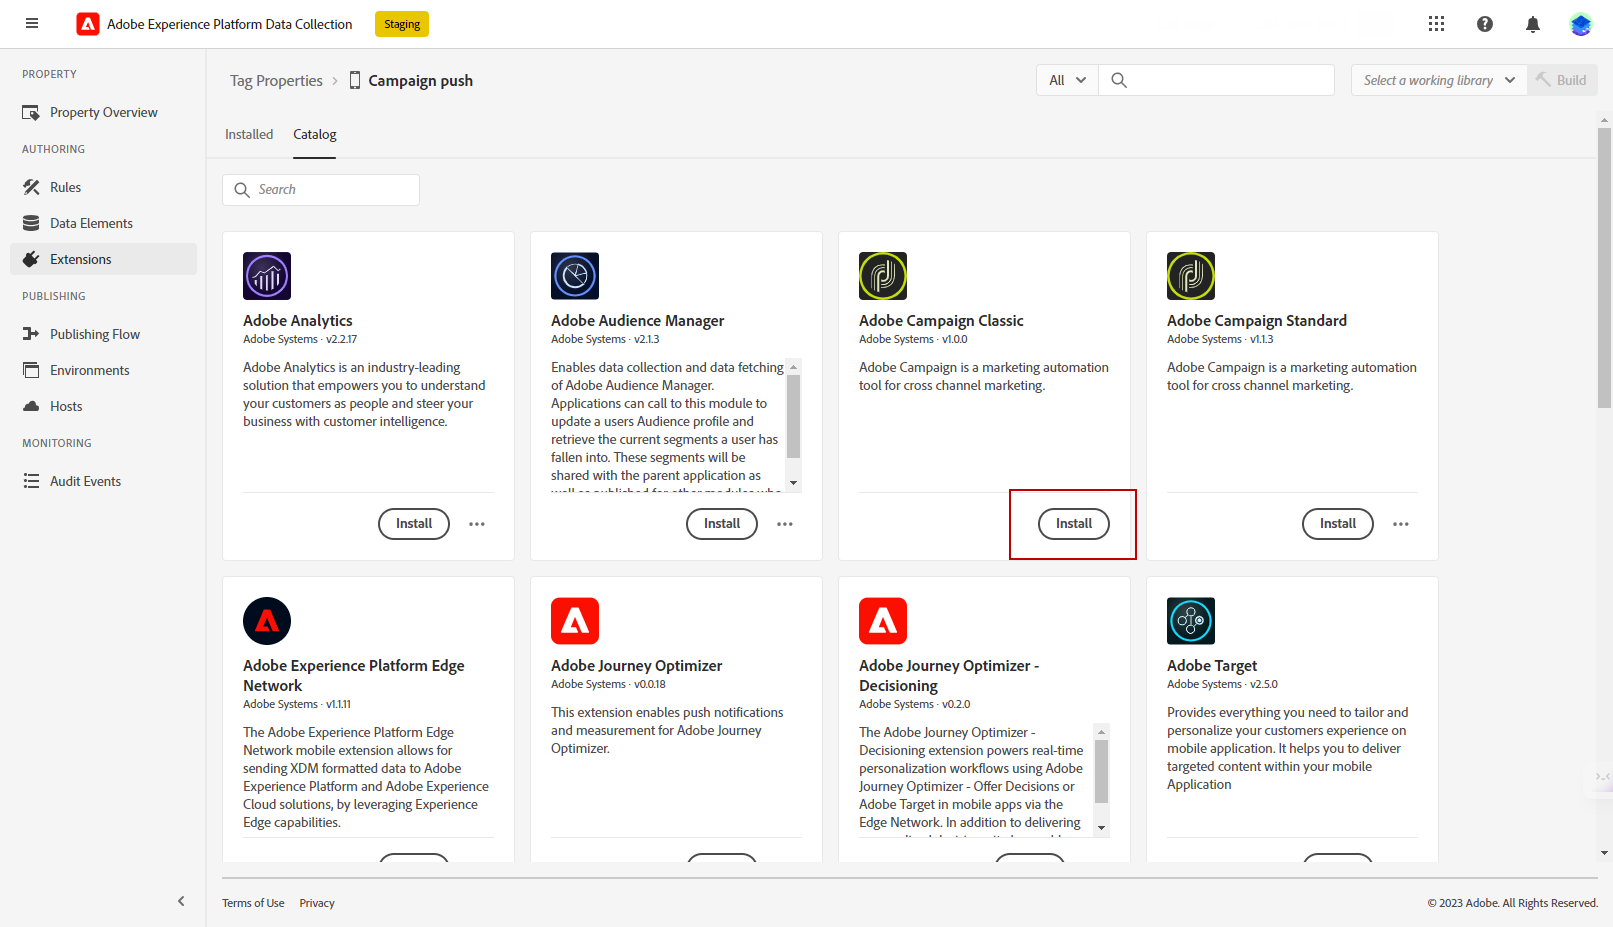 Adobe Experience Platform Data Collection
Staging
PROPERTY
Property Overview
AUTHORING
Rules
Data Elements
Extensions
PUBLISHING
Publishing Flow
Environments
Hosts
MONITORING
Audit Events
Tag Properties
Campaign push
All
Select a working library
Build
Installed
Catalog
Search
Adobe Analytics
Adobe Systems · v2.2.17
Adobe Analytics is an industry-leading
solution that empowers you to understand
your customers as people and steer your
business with customer intelligence.
Install
Adobe Audience Manager
Adobe Systems · v2.1.3
Enables data collection and data fetching
of Adobe Audience Manager.
Applications can call to this module to
update a users Audience profile and
retrieve the current segments a user has
fallen into. These segments will be
shared with the parent application as
well as published for other modules who
Install
Adobe Campaign Classic
Adobe Systems · v1.0.0
Adobe Campaign is a marketing automation
tool for cross channel marketing.
Install
Adobe Campaign Standard
Adobe Systems · v1.1.3
Adobe Campaign is a marketing automation
tool for cross channel marketing.
Install
Adobe Experience Platform Edge
Network
Adobe Systems · v1.1.11
The Adobe Experience Platform Edge
Network mobile extension allows for
sending XDM formatted data to Adobe
Experience Platform and Adobe Experience
Cloud solutions, by leveraging Experience
Edge capabilities.
Adobe Journey Optimizer
Adobe Systems · v0.0.18
This extension enables push notifications
and measurement for Adobe Journey
Optimizer.
Adobe Journey Optimizer -
Decisioning
Adobe Systems · v0.2.0
The Adobe Journey Optimizer -
Decisioning extension powers real-time
personalization workflows using Adobe
Journey Optimizer - Offer Decisions or
Adobe Target in mobile apps via the
Edge Network. In addition to delivering
Adobe Target
Adobe Systems · v2.5.0
Provides everything you need to tailor and
personalize your customers experience on
mobile application. It helps you to deliver
targeted content within your mobile
Application
Terms of Use
Privacy
© 2023 Adobe. All Rights Reserved.